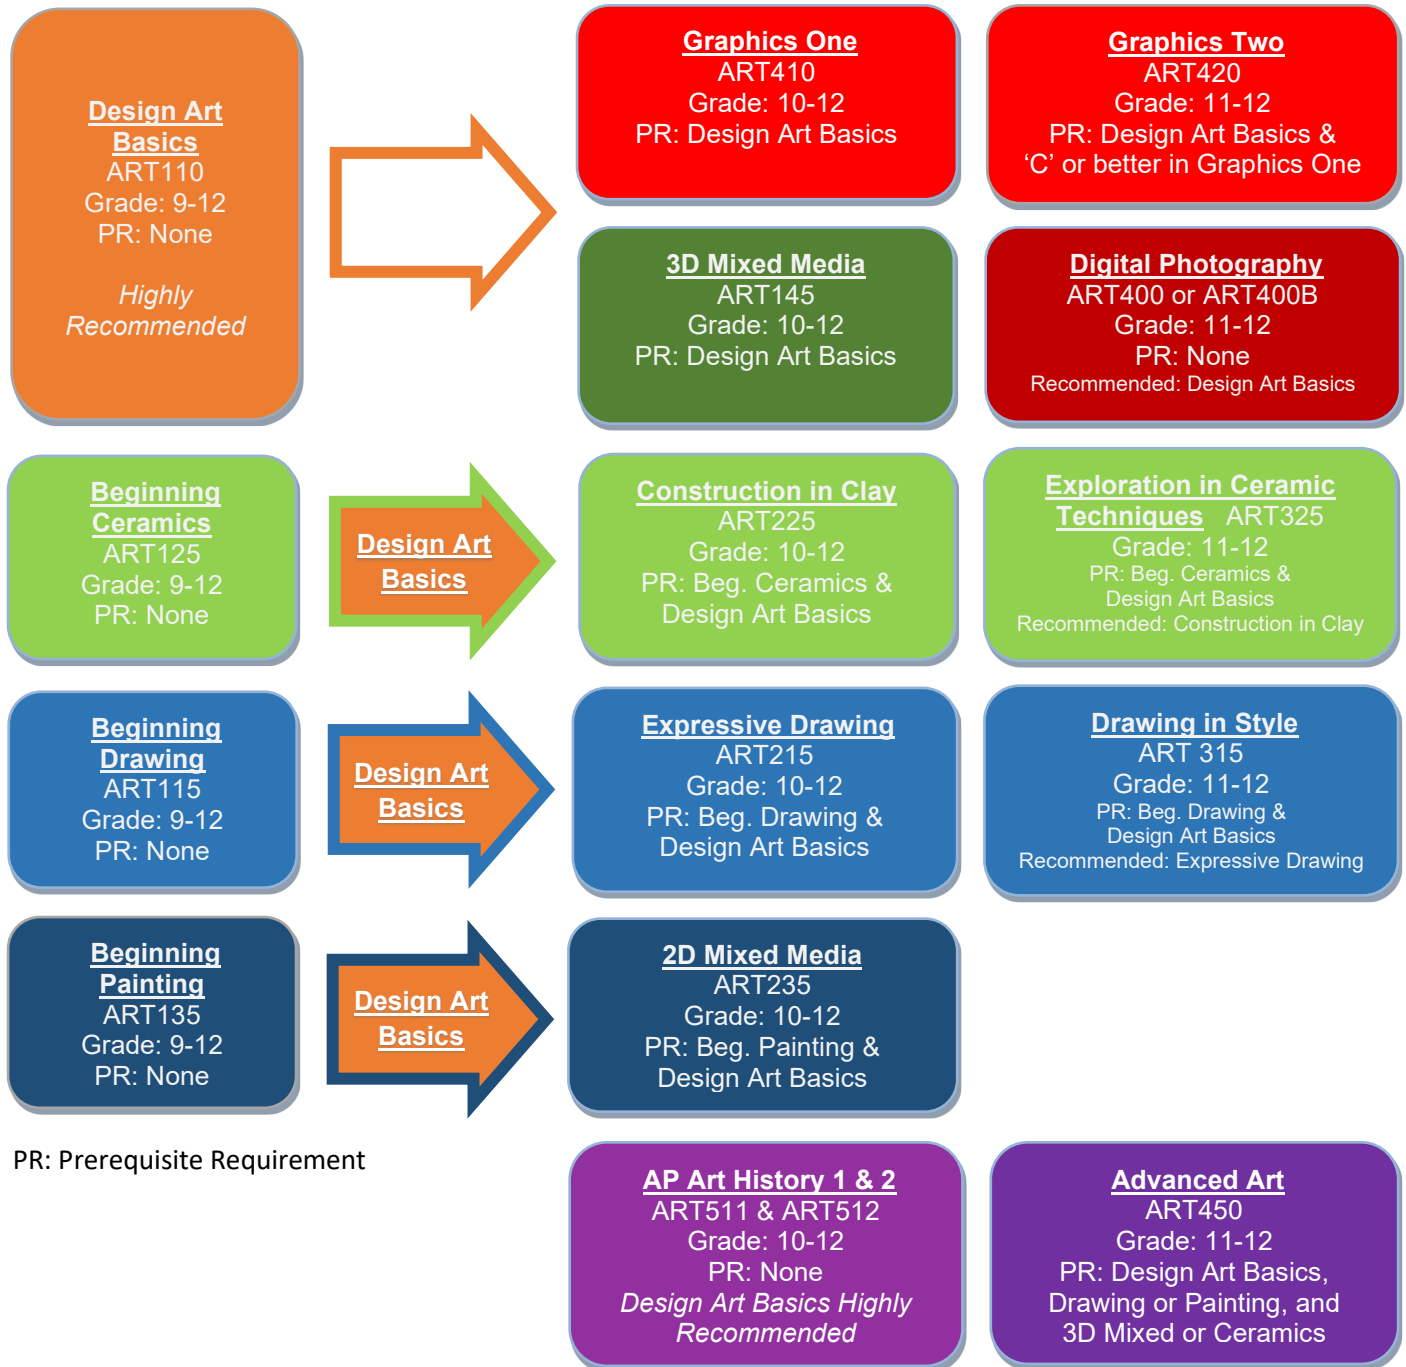 Design Art
Basics
ART110
Grade: 9-12
PR: None
Highly
Recommended
Graphics One
ART410
Grade: 10-12
PR: Design Art Basics
Graphics Two
ART420
Grade: 11-12
PR: Design Art Basics &
‘C’ or better in Graphics One
3D Mixed Media
ART145
Grade: 10-12
PR: Design Art Basics
Digital Photography
ART400 or ART400B
Grade: 11-12
PR: None
Recommended: Design Art Basics
Beginning
Ceramics
ART125
Grade: 9-12
PR: None
Design Art
Basics
Construction in Clay
ART225
Grade: 10-12
PR: Beg. Ceramics &
Design Art Basics
Exploration in Ceramic
Techniques ART325
Grade: 11-12
PR: Beg. Ceramics &
Design Art Basics
Recommended: Construction in Clay
Beginning
Drawing
ART115
Grade: 9-12
PR: None
Design Art
Basics
Expressive Drawing
ART215
Grade: 10-12
PR: Beg. Drawing &
Design Art Basics
Drawing in Style
ART 315
Grade: 11-12
PR: Beg. Drawing &
Design Art Basics
Recommended: Expressive Drawing
Beginning
Painting
ART135
Grade: 9-12
PR: None
Design Art
Basics
2D Mixed Media
ART235
Grade: 10-12
PR: Beg. Painting &
Design Art Basics
PR: Prerequisite Requirement
AP Art History 1 & 2
ART511 & ART512
Grade: 10-12
PR: None
Design Art Basics Highly
Recommended
Advanced Art
ART450
Grade: 11-12
PR: Design Art Basics,
Drawing or Painting, and
3D Mixed or Ceramics